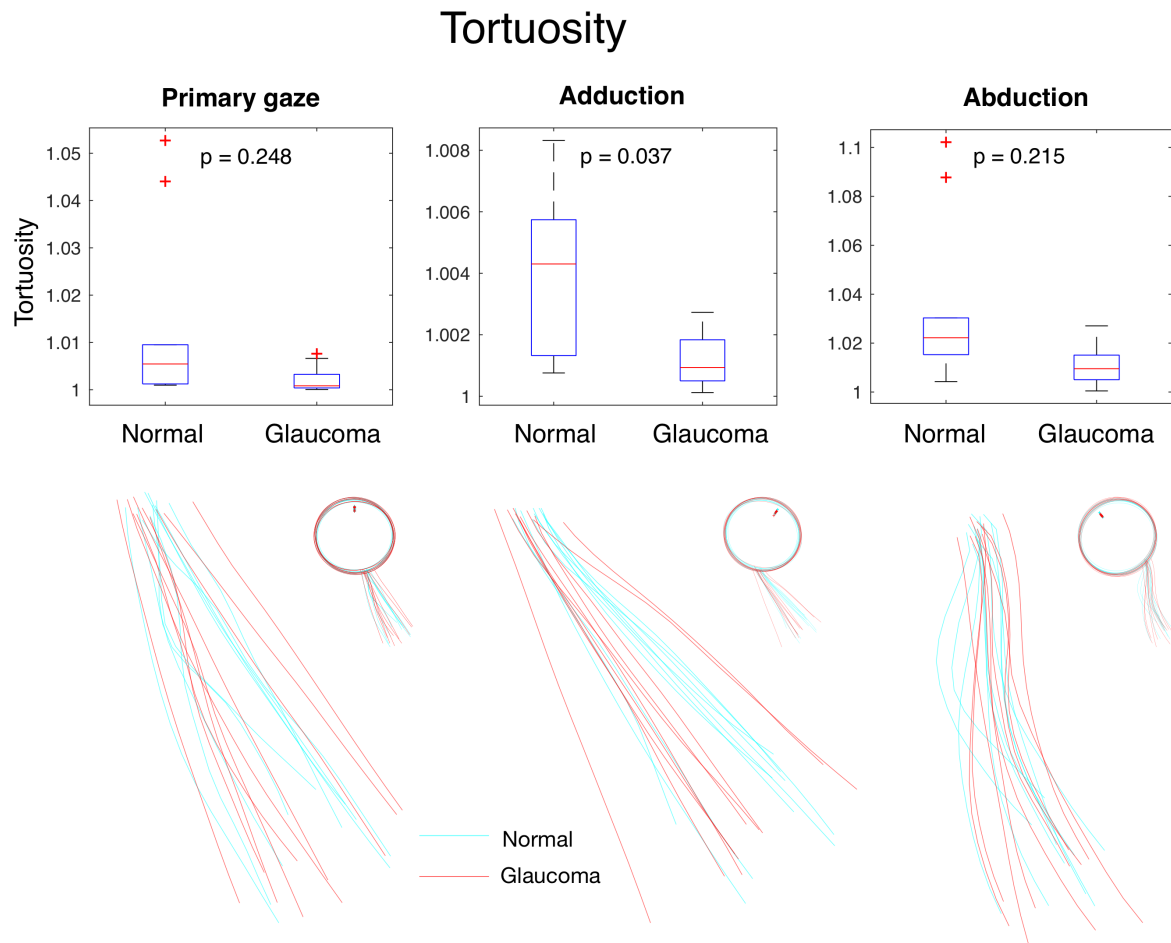 Tortuosity
Primary gaze
Adduction
Abduction
Tortuosity
1.05
1.04
1.03
1.02
1.01
1
p = 0.248
Normal Glaucoma
1.008
1.006
1.004
1.002
1
p = 0.037
Normal Glaucoma
1.1
1.08
1.06
1.04
1.02
1
p = 0.215
Normal Glaucoma
Normal
Glaucoma